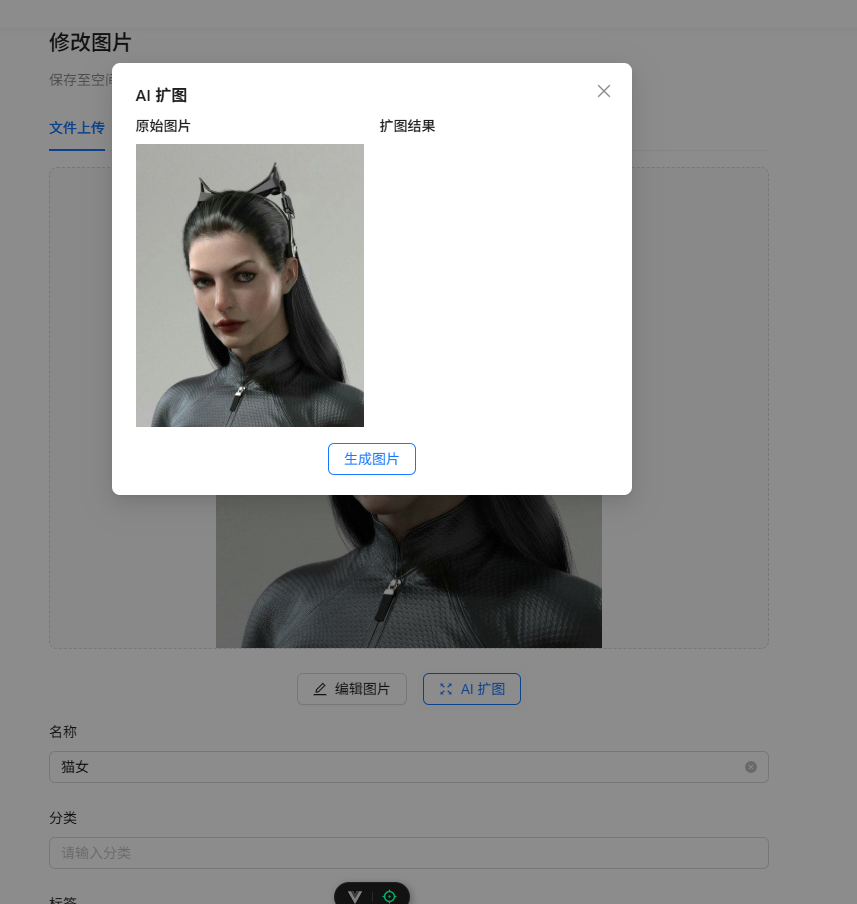 修改图片
保存至空间
文件上传
AI 扩图
原始图片
扩图结果
生成图片
编辑图片
AI 扩图
名称
猫女
分类
请输入分类
标签